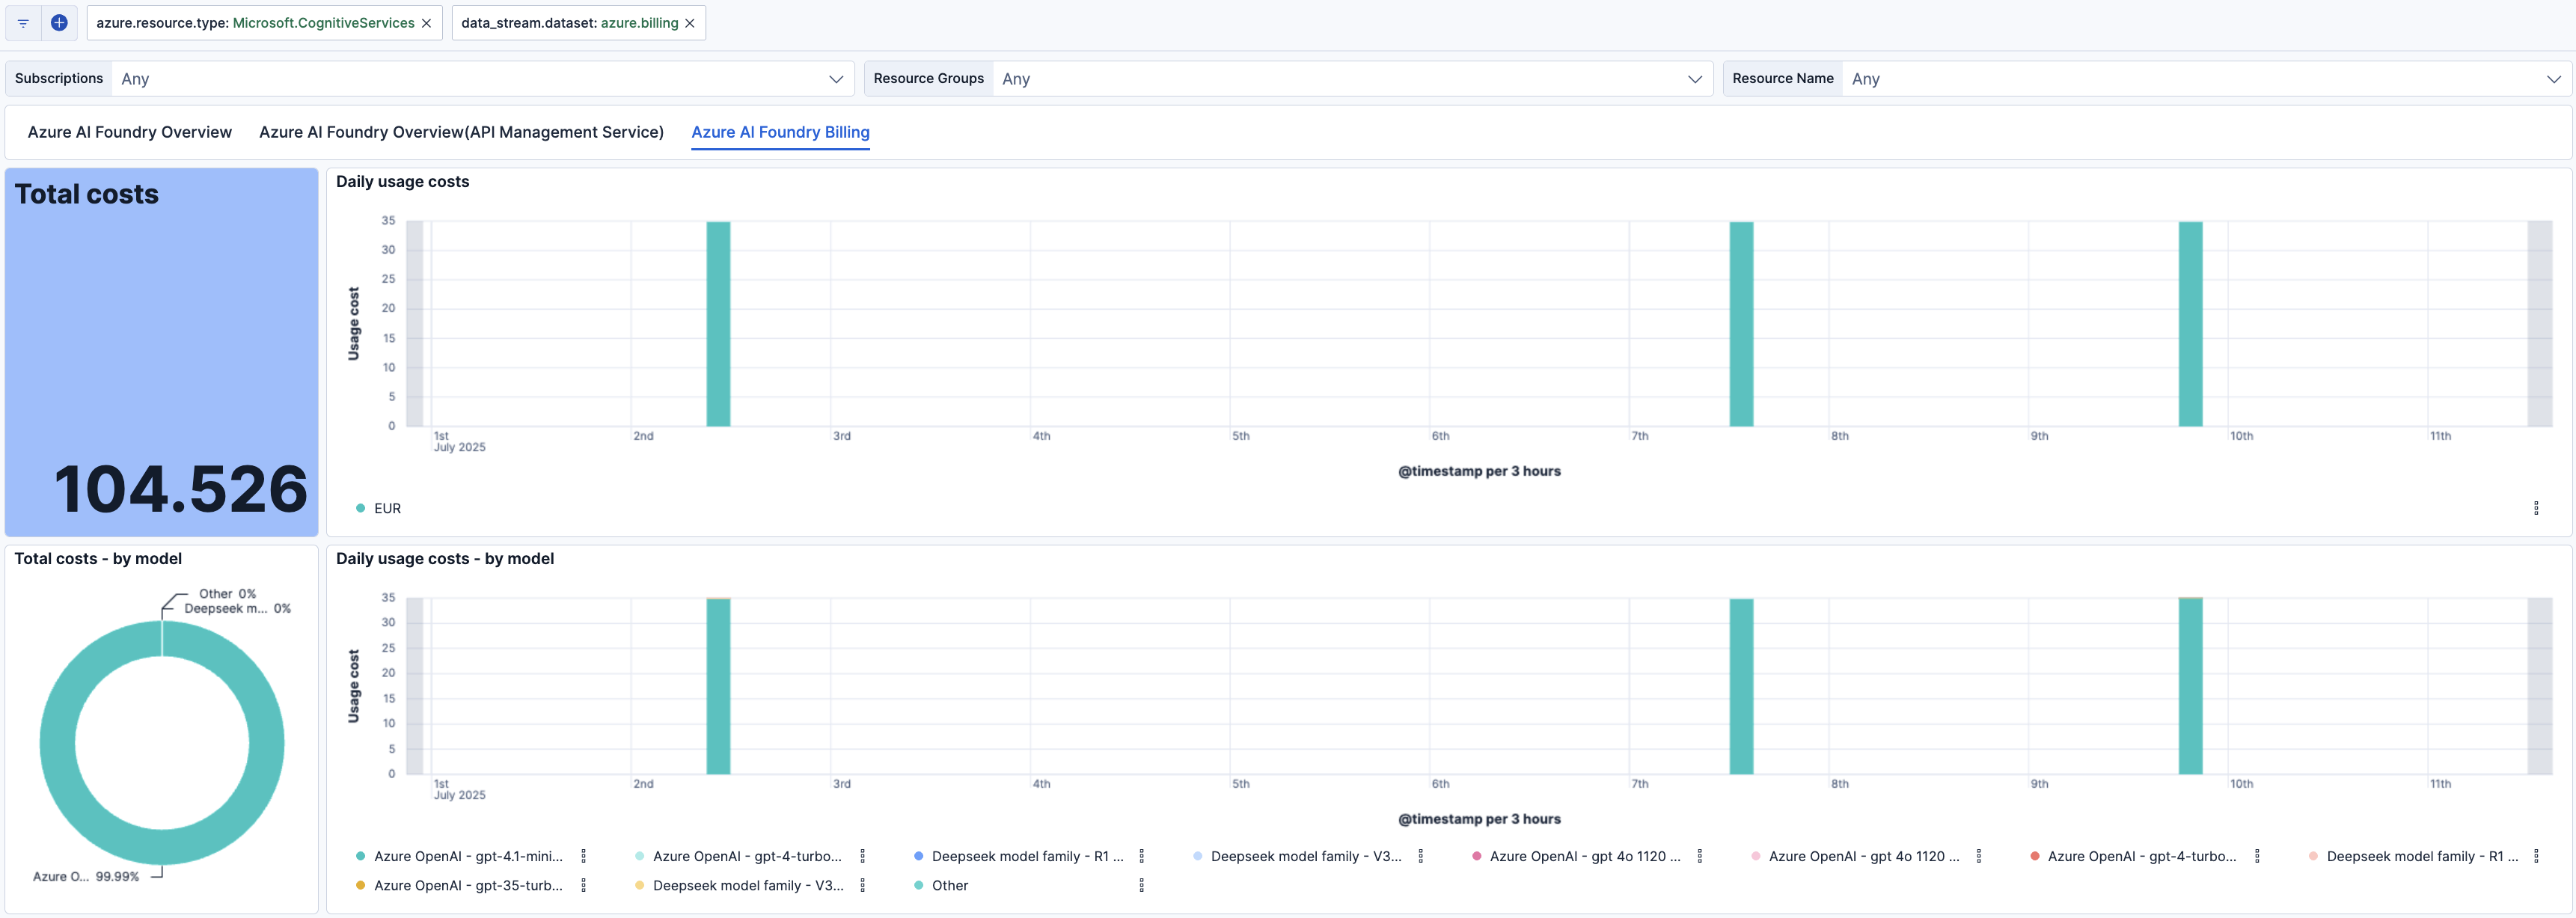 azure.resource.type: Microsoft.CognitiveServices
data_stream.dataset: azure.billing
Subscriptions Any
Resource Groups Any
Resource Name Any
Azure AI Foundry Overview
Azure AI Foundry Overview(API Management Service)
Azure AI Foundry Billing
Total costs
104.526
Daily usage costs
Usage cost
35
30
25
20
15
10
5
0
1st
July 2025
2nd
3rd
4th
5th
6th
7th
8th
9th
10th
11th
@timestamp per 3 hours
EUR
Total costs - by model
Other 0%
Deepseek m... 0%
Azure O... 99.99%
Daily usage costs - by model
Usage cost
35
30
25
20
15
10
5
0
1st
July 2025
2nd
3rd
4th
5th
6th
7th
8th
9th
10th
11th
@timestamp per 3 hours
Azure OpenAI - gpt-4.1-mini...
Azure OpenAI - gpt-4-turbo...
Deepseek model family - R1 ...
Deepseek model family - V3...
Azure OpenAI - gpt 4o 1120 ...
Azure OpenAI - gpt 4o 1120 ...
Azure OpenAI - gpt-4-turbo...
Deepseek model family - R1 ...
Azure OpenAI - gpt-35-turb...
Deepseek model family - V3...
Other